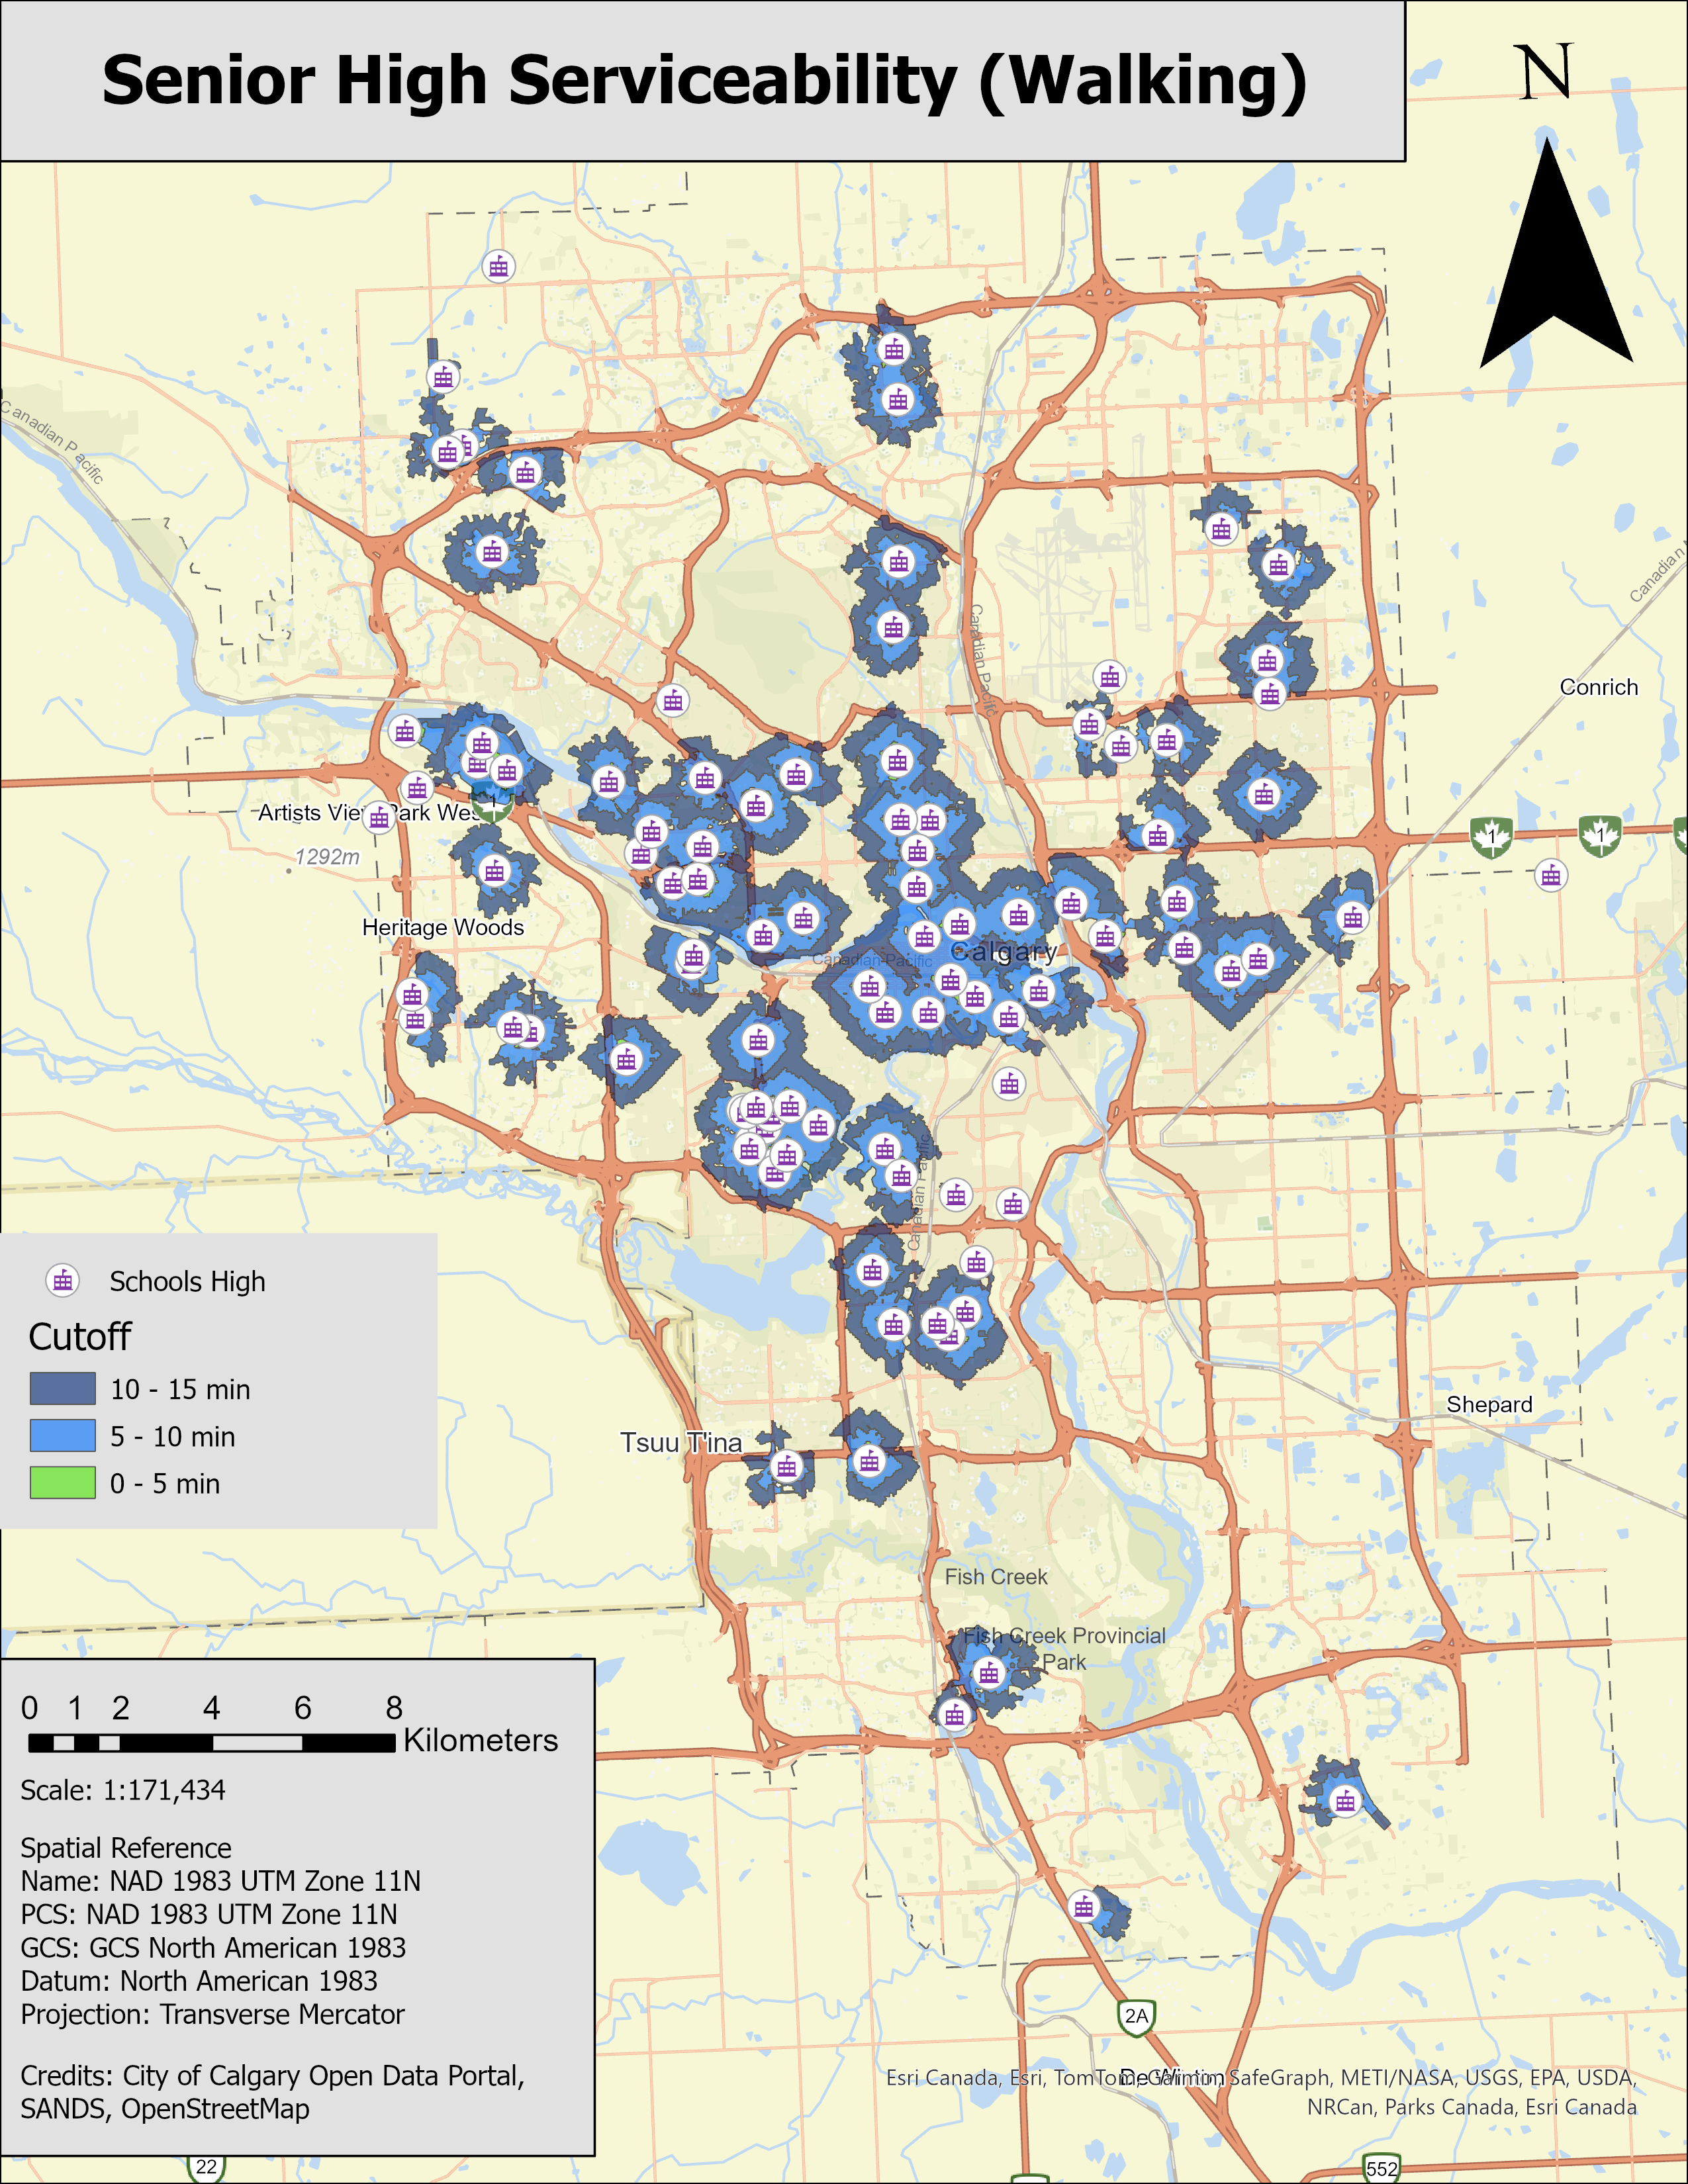 Senior High Serviceability (Walking)
N
Canadian Pacific
Canadian
Canadian Pacific
Conrich
1
Artists View Park West
1292m
1
1
Heritage Woods
Calgary
Canadian Pacific
Canadian Pacific
Schools High
Cutoff
10 - 15 min
5 - 10 min
0 - 5 min
Shepard
Tsuu T'ina
Fish Creek
Fish Creek Provincial
Park
0 1 2 4 6 8
Kilometers
Scale: 1:171,434
Spatial Reference
Name: NAD 1983 UTM Zone 11N
PCS: NAD 1983 UTM Zone 11N
GCS: GCS North American 1983
Datum: North American 1983
Projection: Transverse Mercator
Credits: City of Calgary Open Data Portal,
SANDS, OpenStreetMap
2A
De Winton
Esri Canada, Esri, TomTom, Garmin, SafeGraph, METI/NASA, USGS, EPA, USDA,
NRCan, Parks Canada, Esri Canada
22
552